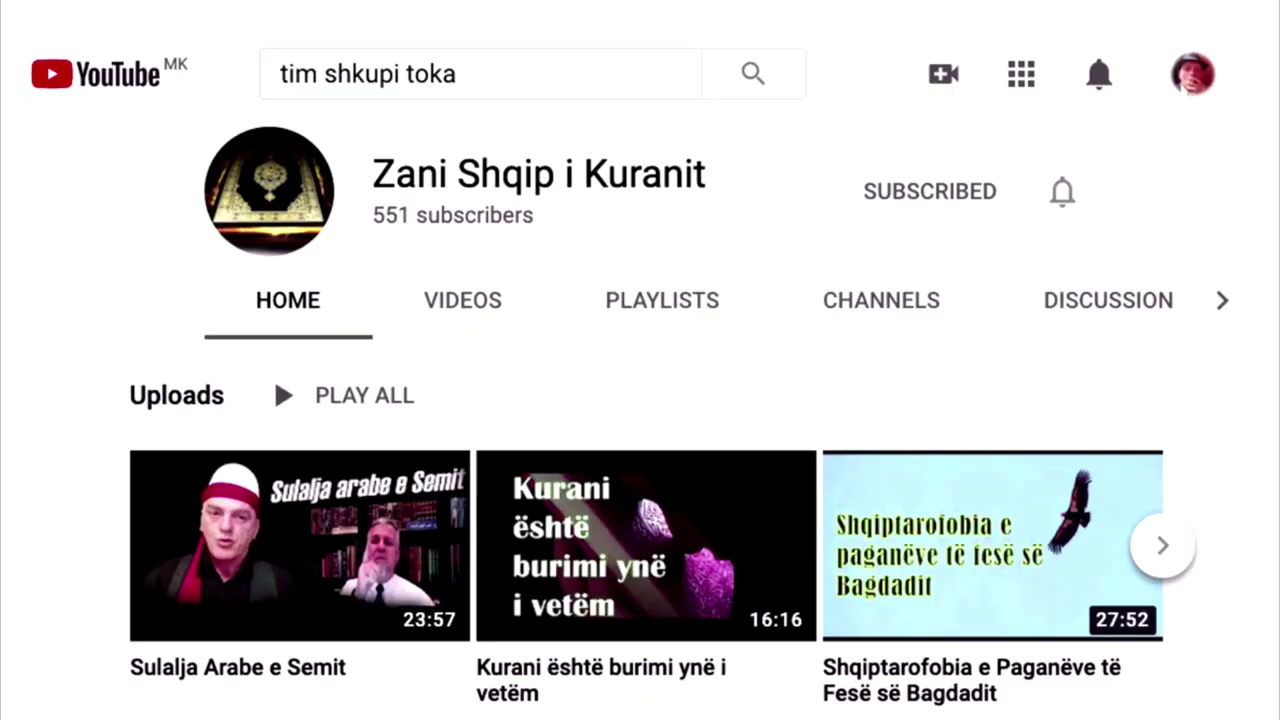 YouTube MK
tim shkupi toka
Zani Shqip i Kuranit
551 subscribers
SUBSCRIBED
HOME
VIDEOS
PLAYLISTS
CHANNELS
DISCUSSION
Uploads
PLAY ALL
Sulalja arabe e Semit
23:57
Kurani
është
burimi ynë
i vetëm
16:16
Shqiptarofobia e
paganëve të fesë së
Bagdadit
27:52
Sulalja Arabe e Semit
Kurani është burimi ynë i
vetëm
Shqiptarofobia e Paganëve të
Fesë së Bagdadit